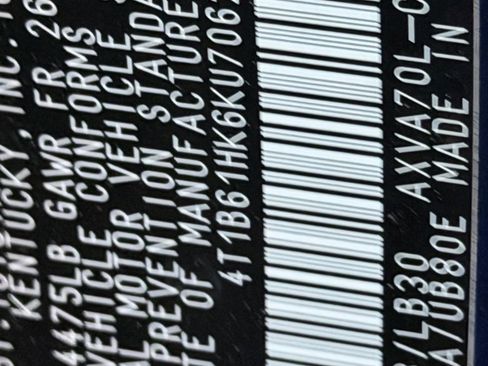 KENTUCKY, INC.
4475LB GAWR FR 26
VEHICLE CONFORMS
AL MOTOR VEHICLE S
PREVENTION STANDA
TE OF MANUFACTURE
4T1B61HK6KU706
/LB30 AXVA70L-
A7UB80E MADE IN